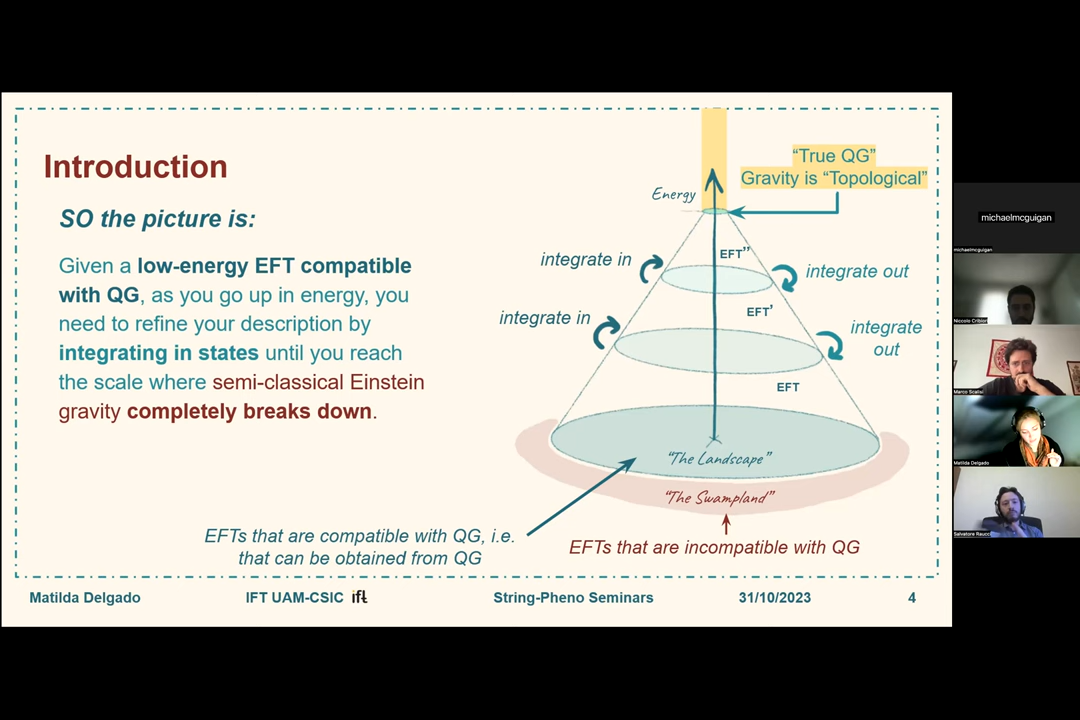 Introduction
SO the picture is:
Given a low-energy EFT compatible
with QG, as you go up in energy, you
need to refine your description by
integrating in states until you reach
the scale where semi-classical Einstein
gravity completely breaks down.
Energy
“True QG”
Gravity is “Topological”
EFT’’
integrate in
integrate out
integrate in
EFT’
integrate
out
EFT
“The Landscape”
“The Swampland”
EFTs that are compatible with QG, i.e.
that can be obtained from QG
EFTs that are incompatible with QG
Matilda Delgado
IFT UAM-CSIC ift
String-Pheno Seminars
31/10/2023
4
michaelmcguigan
michaelmcguigan
Niccolò Cribiori
Marco Scalisi
Matilda Delgado
Salvatore Raucci